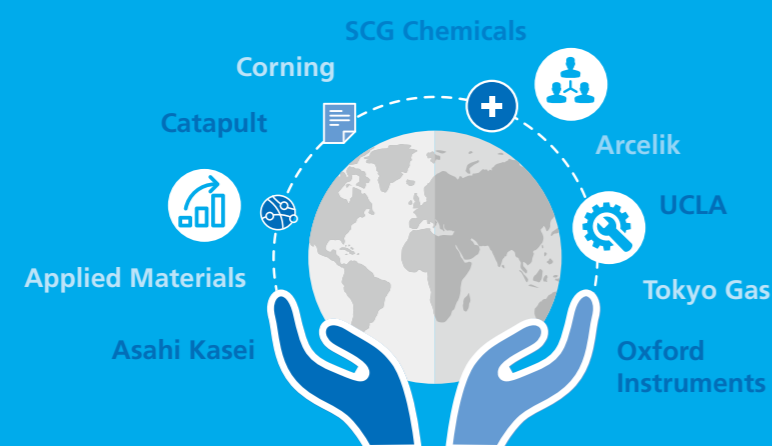 SCG Chemicals
Corning
Catapult
Arcelik
UCLA
Applied Materials
Tokyo Gas
Asahi Kasei
Oxford
Instruments